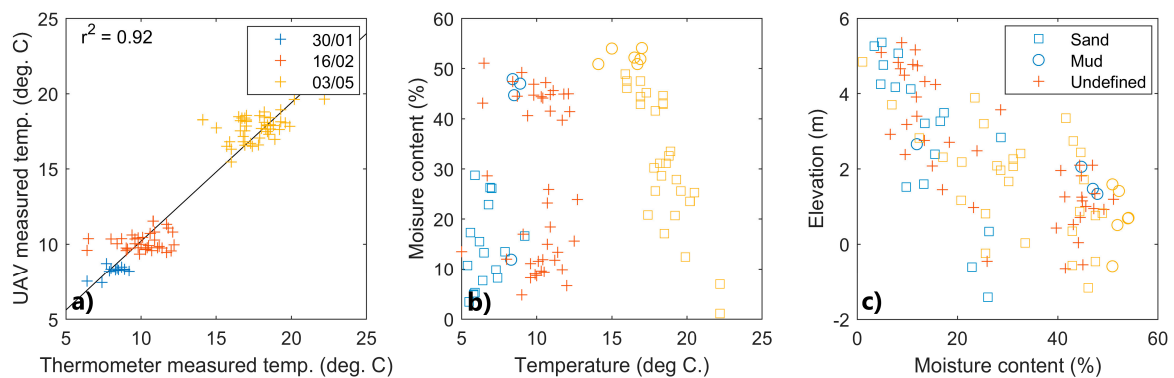 r2 = 0.92
30/01
16/02
03/05
25
20
15
10
5
5
10
15
20
25
UAV measured temp. (deg. C)
Thermometer measured temp. (deg. C)
a)
60
50
40
30
20
10
0
5
10
15
20
Moisure content (%)
Temperature (deg C.)
b)
Sand
Mud
Undefined
6
4
2
0
-2
0
20
40
60
Elevation (m)
Moisture content (%)
c)